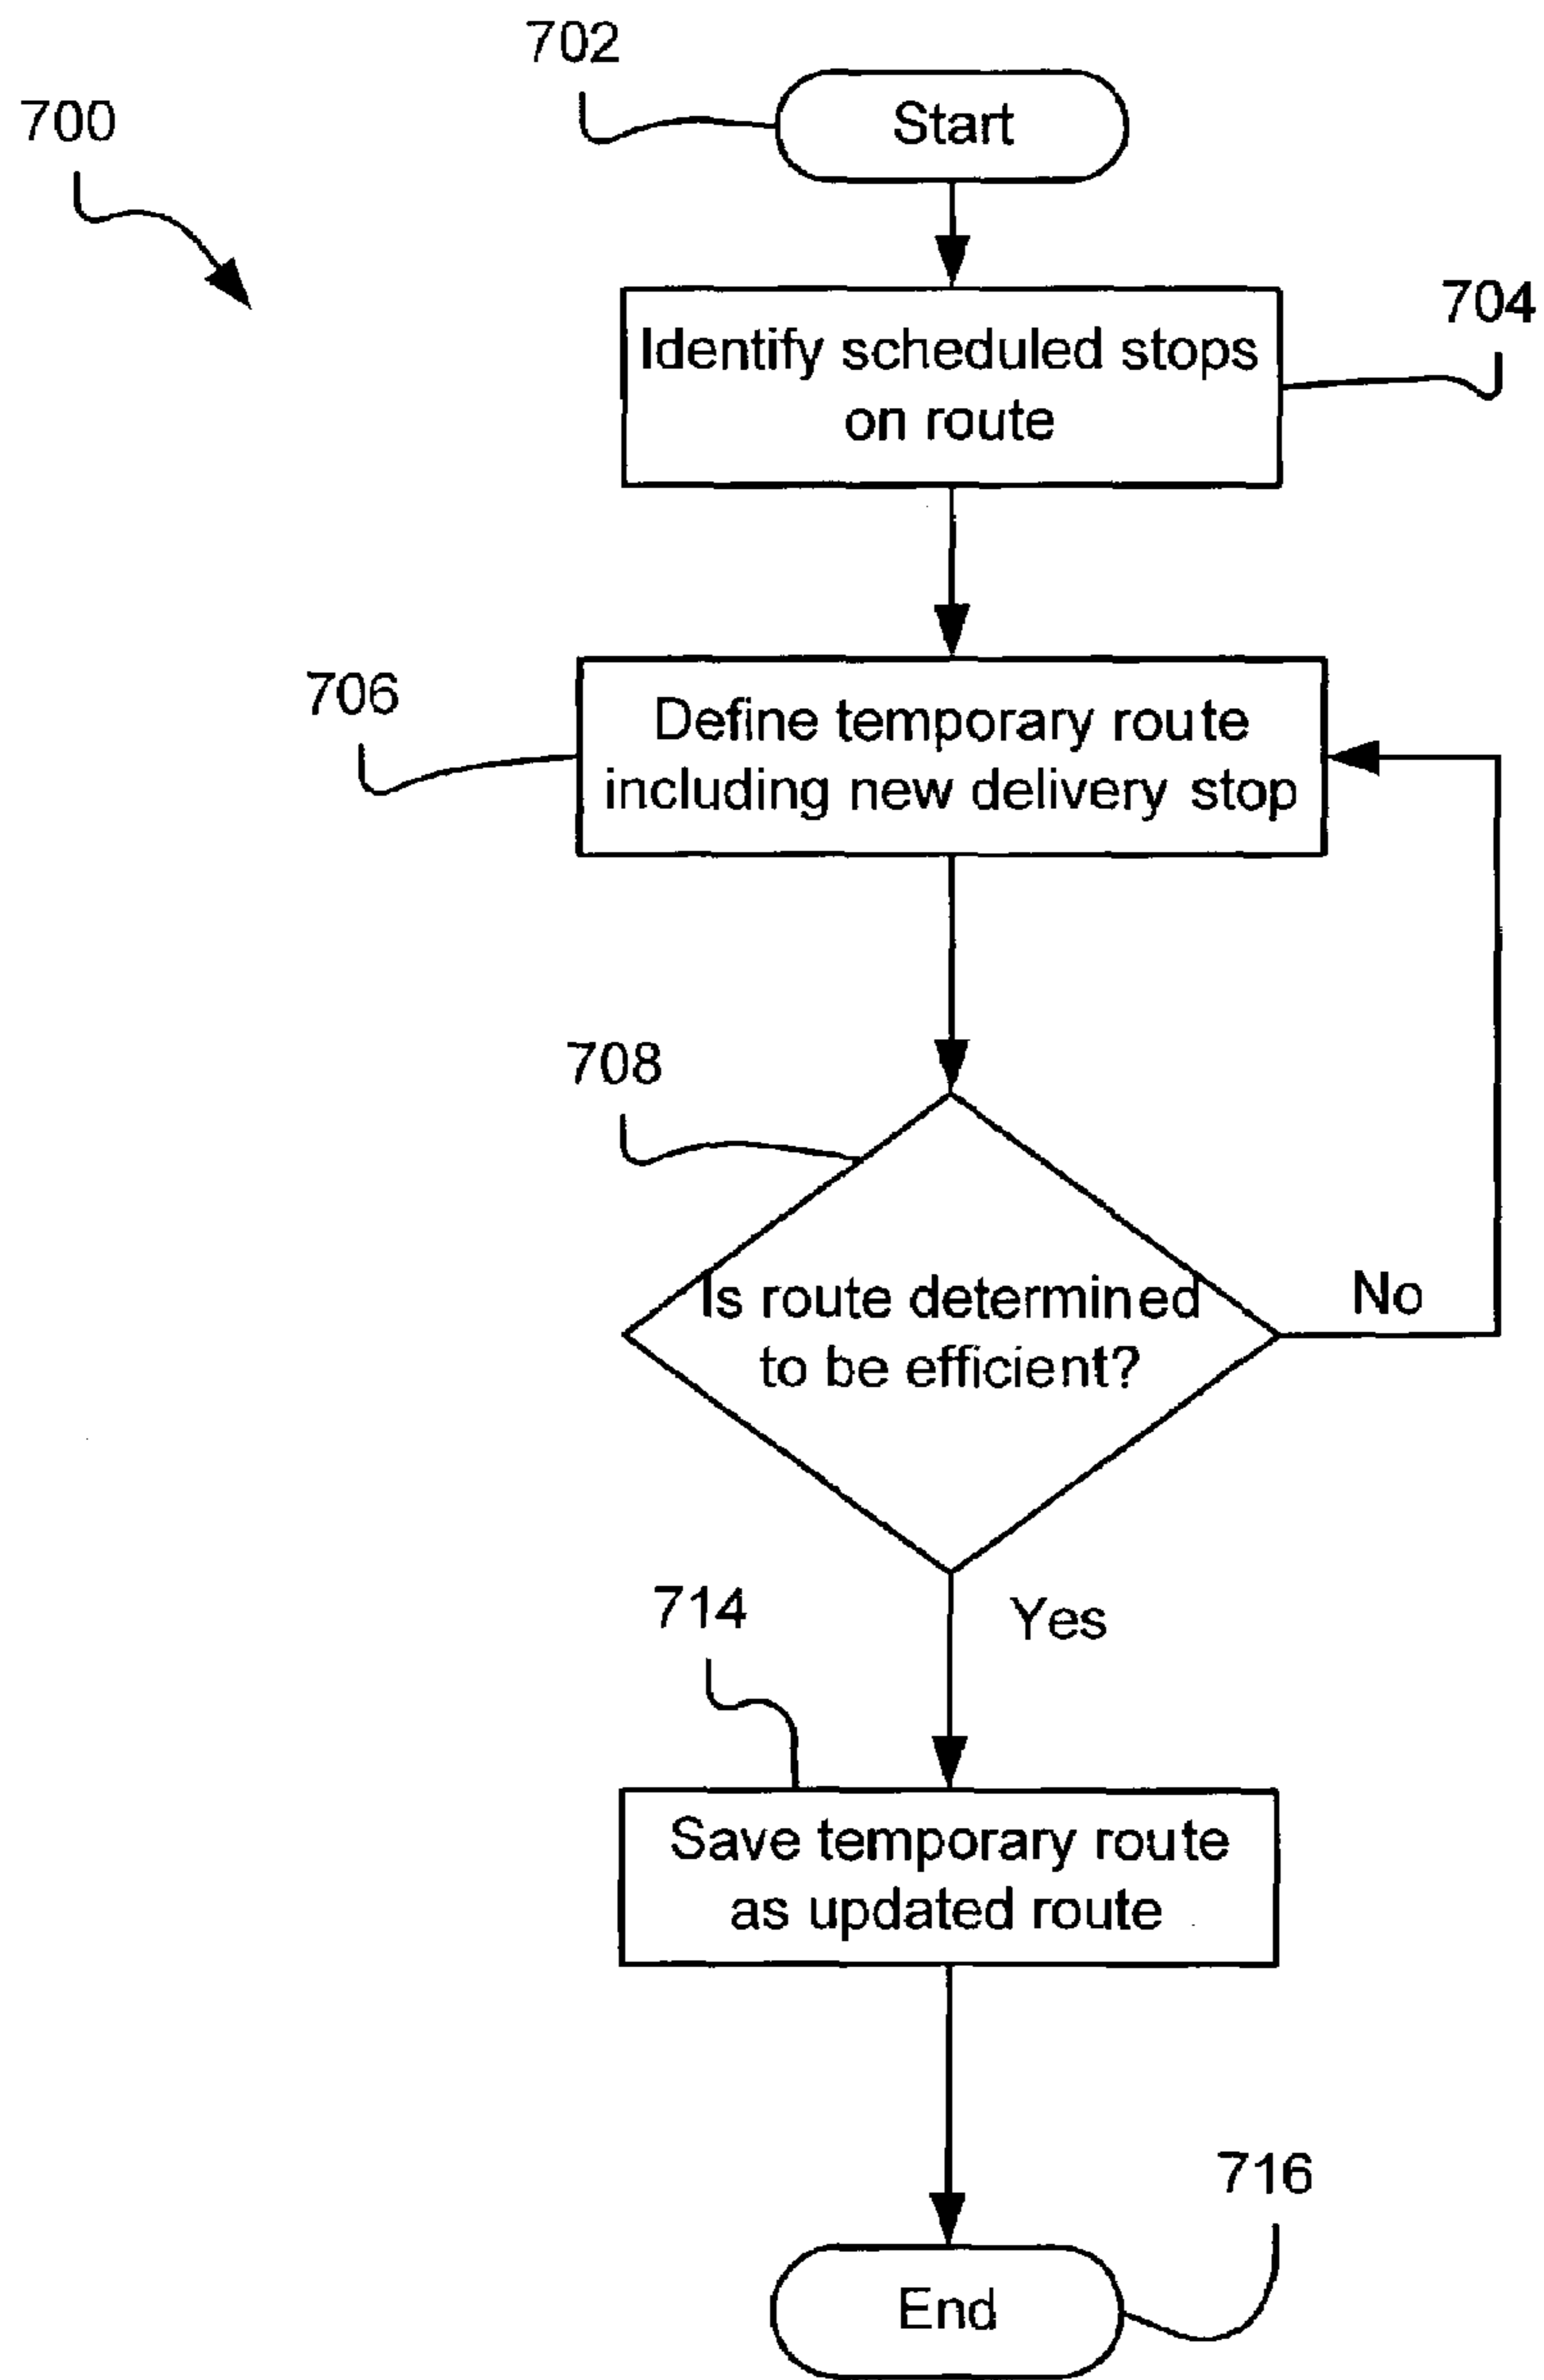 702
700
Start
704
Identify scheduled stops
on route
706
Define temporary route
including new delivery stop
708
Is route determined
to be efficient?
No
Yes
714
Save temporary route
as updated route
716
End